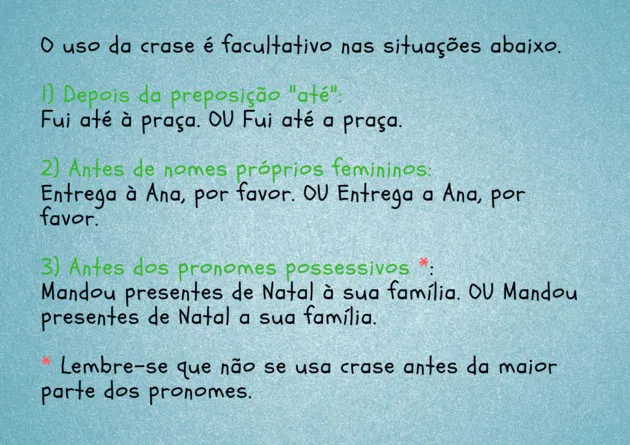 O uso da crase é facultativo nas situações abaixo.
1) Depois da preposição "até":
Fui até à praça. OU Fui até a praça.
2) Antes de nomes próprios femininos:
Entrega à Ana, por favor. OU Entrega a Ana, por
favor.
3) Antes dos pronomes possessivos *:
Mandou presentes de Natal à sua família. OU Mandou
presentes de Natal a sua família.
* Lembre-se que não se usa crase antes da maior
parte dos pronomes.